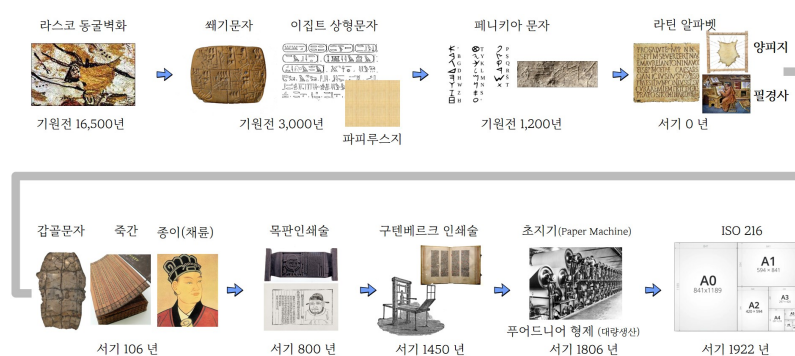 라스코 동굴벽화
쐐기문자
이집트 상형문자
페니키아 문자
라틴 알파벳
양피지
필경사
파피루스지
기원전 16,500년
기원전 3,000년
기원전 1,200년
서기 0 년
갑골문자
죽간
종이(채륜)
목판인쇄술
구텐베르크 인쇄술
초지기(Paper Machine)
ISO 216
A0
841x1189
A1
594 x 841
A2
A3
A4
푸어드니어 형제 (대량생산)
서기 106 년
서기 800 년
서기 1450 년
서기 1806 년
서기 1922 년